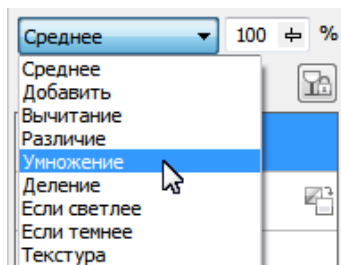 Среднее 100 %
Среднее
Добавить
Вычитание
Различие
Умножение
Деление
Если светлее
Если темнее
Текстура